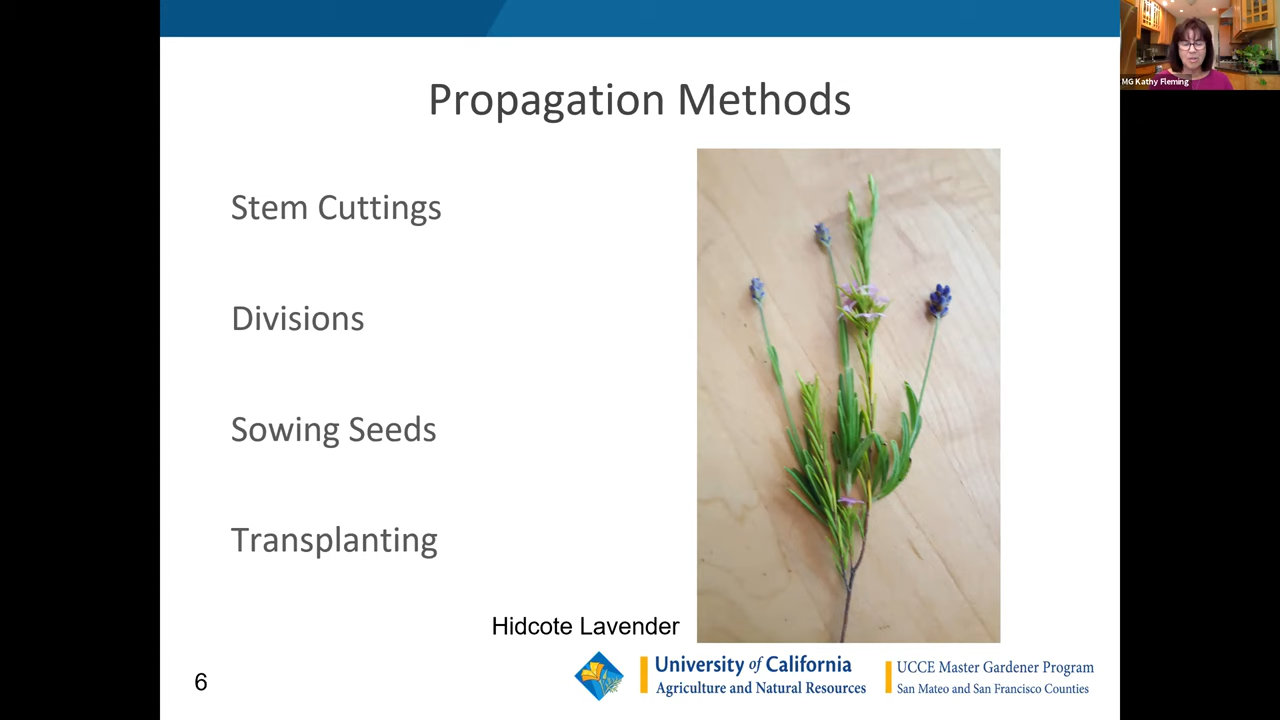 Propagation Methods
MG Kathy Fleming
Stem Cuttings
Divisions
Sowing Seeds
Transplanting
Hidcote Lavender
6
University of California
Agriculture and Natural Resources
UCCE Master Gardener Program
San Mateo and San Francisco Counties